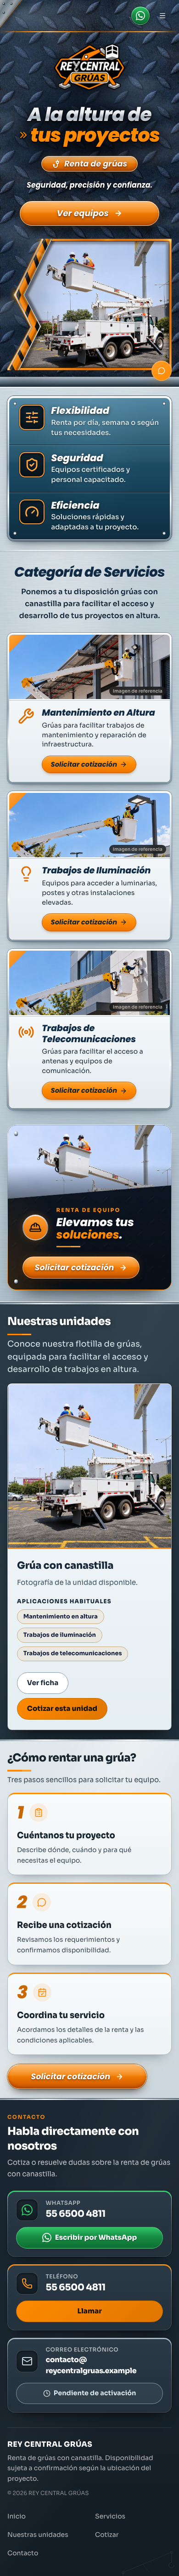 REY CENTRAL
GRÚAS
A la altura de
» tus proyectos
Renta de grúas
Seguridad, precisión y confianza.
Ver equipos →
Flexibilidad
Renta por día, semana o según
tus necesidades.
Seguridad
Equipos certificados y
personal capacitado.
Eficiencia
Soluciones rápidas y
adaptadas a tu proyecto.
Categoría de Servicios
Ponemos a tu disposición grúas con
canastilla para facilitar el acceso y
desarrollo de tus proyectos en altura.
Imagen de referencia
Mantenimiento en Altura
Grúas para facilitar trabajos de
mantenimiento y reparación de
infraestructura.
Solicitar cotización →
Imagen de referencia
Trabajos de Iluminación
Equipos para acceder a luminarias,
postes y otras instalaciones
elevadas.
Solicitar cotización →
Imagen de referencia
Trabajos de
Telecomunicaciones
Grúas para facilitar el acceso a
antenas y equipos de
comunicación.
Solicitar cotización →
RENTA DE EQUIPO
Elevamos tus
soluciones.
Solicitar cotización →
Nuestras unidades
Conoce nuestra flotilla de grúas,
equipada para facilitar el acceso y
desarrollo de trabajos en altura.
Grúa con canastilla
Fotografía de la unidad disponible.
APLICACIONES HABITUALES
Mantenimiento en altura
Trabajos de iluminación
Trabajos de telecomunicaciones
Ver ficha
Cotizar esta unidad
¿Cómo rentar una grúa?
Tres pasos sencillos para solicitar tu equipo.
1
Cuéntanos tu proyecto
Describe dónde, cuándo y para qué
necesitas el equipo.
2
Recibe una cotización
Revisamos los requerimientos y
confirmamos disponibilidad.
3
Coordina tu servicio
Acordamos los detalles de la renta y las
condiciones aplicables.
Solicitar cotización →
CONTACTO
Habla directamente con
nosotros
Cotiza o resuelve dudas sobre la renta de grúas
con canastilla.
WHATSAPP
55 6500 4811
Escribir por WhatsApp
TELÉFONO
55 6500 4811
Llamar
CORREO ELECTRÓNICO
contacto@
reycentralgruas.example
Pendiente de activación
REY CENTRAL GRÚAS
Renta de grúas con canastilla. Disponibilidad
sujeta a confirmación según la ubicación del
proyecto.
© 2026 REY CENTRAL GRÚAS
Inicio
Servicios
Nuestras unidades
Cotizar
Contacto